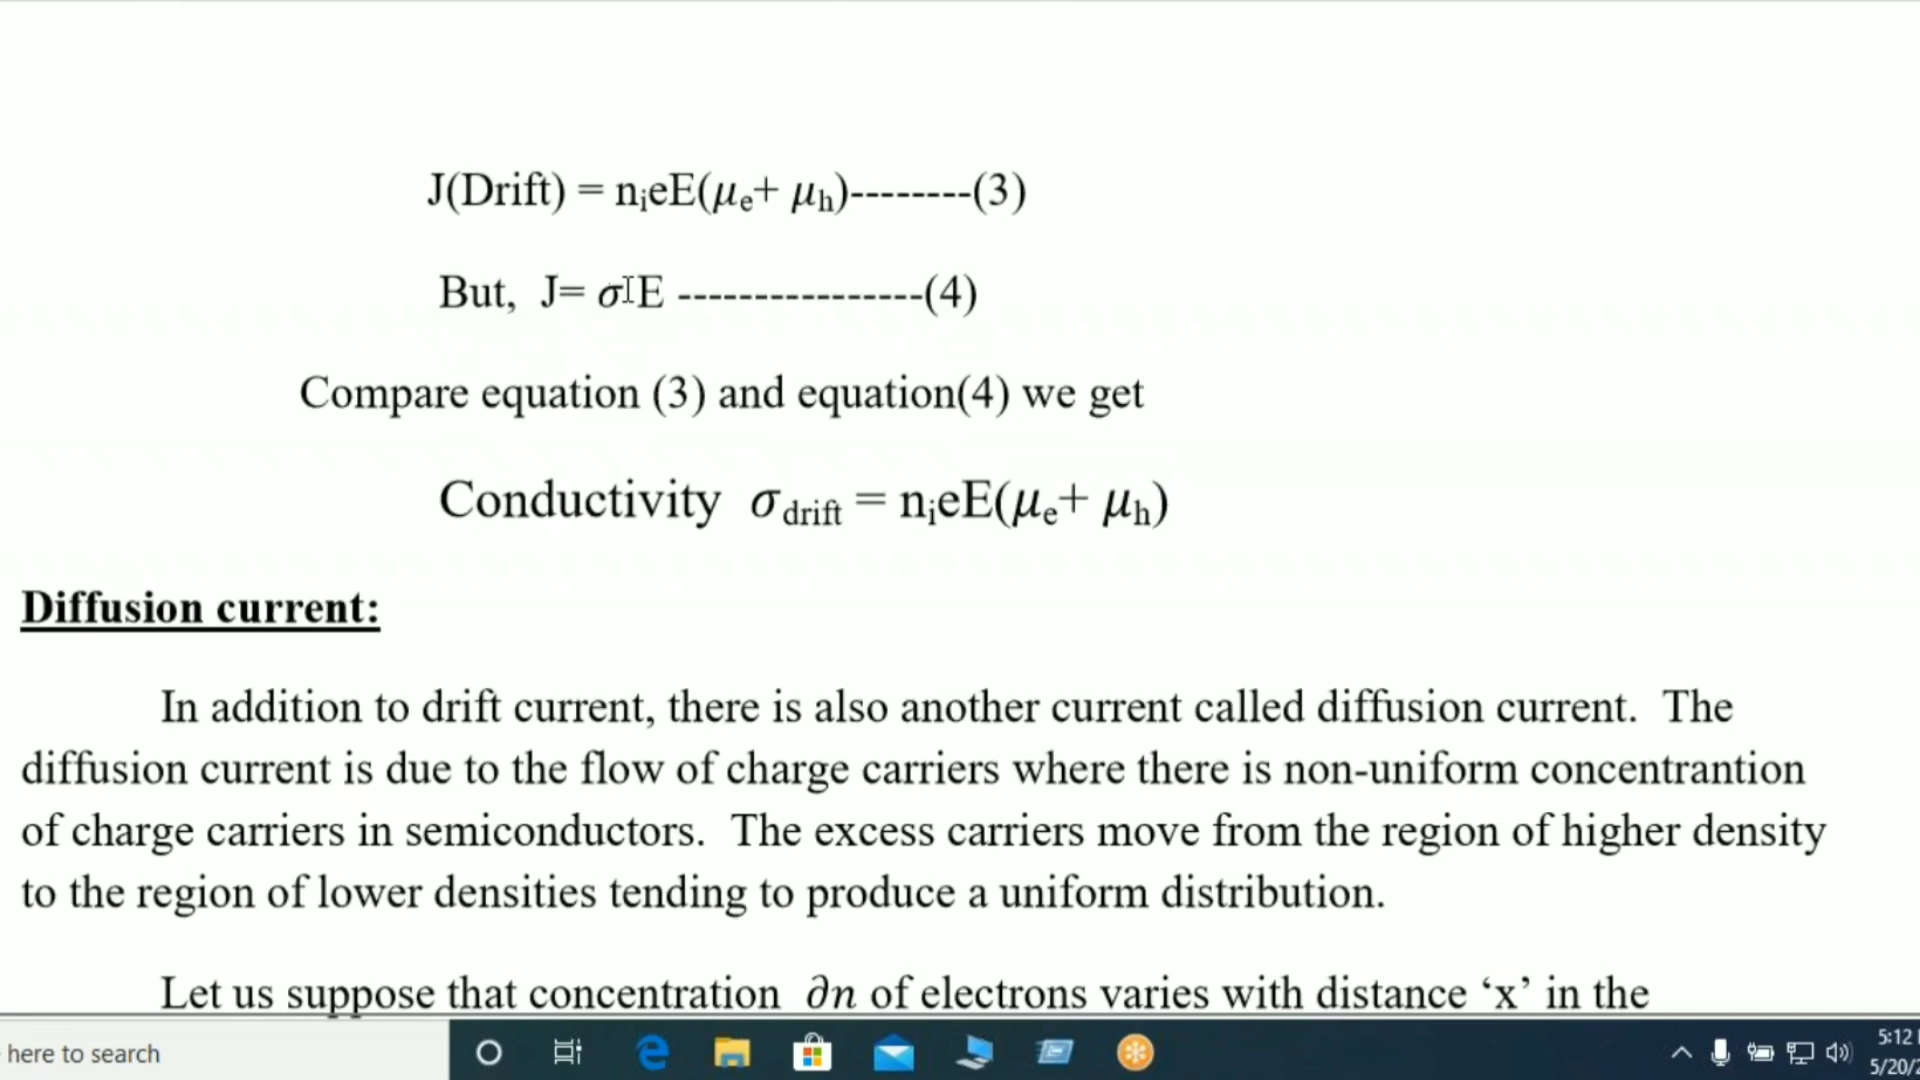 J(Drift) = nᵢeE(μₑ+ μₕ)--------(3)
But, J= σE ----------------(4)
Compare equation (3) and equation(4) we get
Conductivity σ drift = nᵢeE(μₑ+ μₕ)
Diffusion current:
In addition to drift current, there is also another current called diffusion current. The
diffusion current is due to the flow of charge carriers where there is non-uniform concentrantion
of charge carriers in semiconductors. The excess carriers move from the region of higher density
to the region of lower densities tending to produce a uniform distribution.
Let us suppose that concentration ∂n of electrons varies with distance ‘x’ in the
here to search
5:12
5/20/